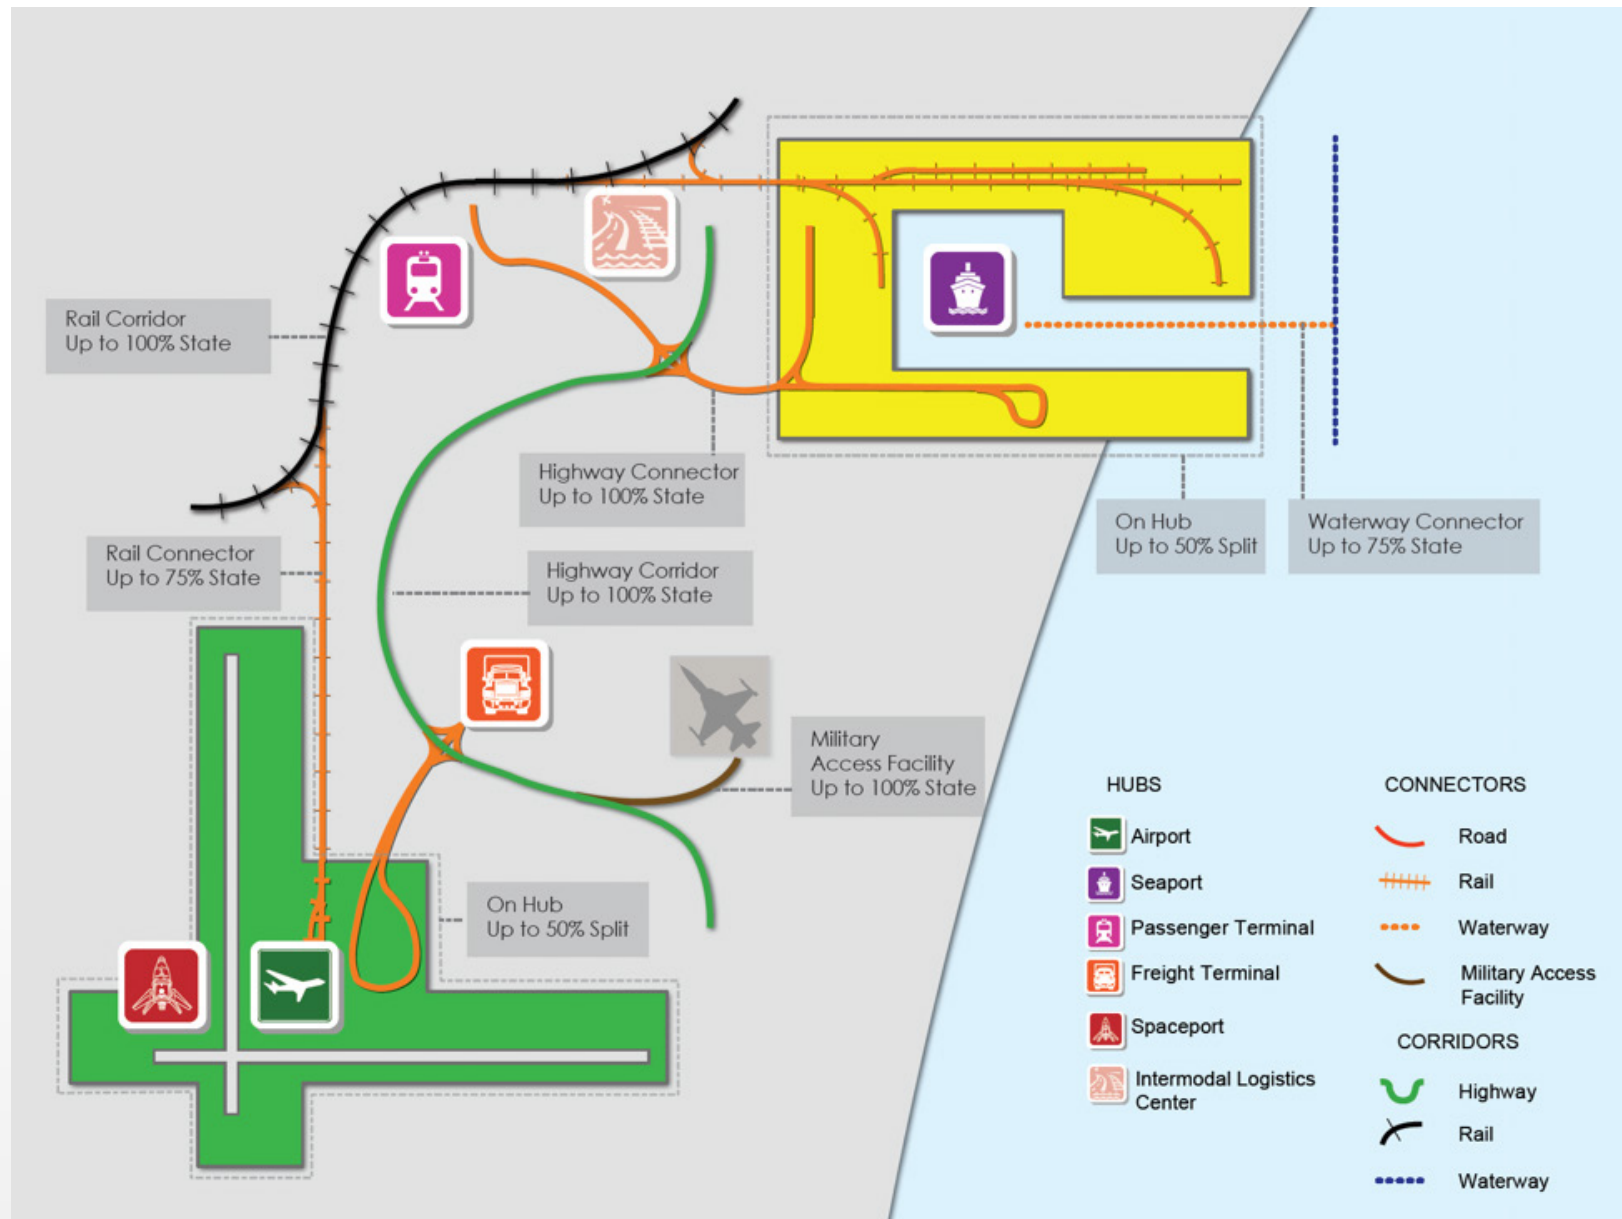 Rail Corridor
Up to 100% State
Highway Connector
Up to 100% State
On Hub
Up to 50% Split
Waterway Connector
Up to 75% State
Rail Connector
Up to 75% State
Highway Corridor
Up to 100% State
Military
Access Facility
Up to 100% State
On Hub
Up to 50% Split
HUBS
Airport
Seaport
Passenger Terminal
Freight Terminal
Spaceport
Intermodal Logistics
Center
CONNECTORS
Road
Rail
Waterway
Military Access
Facility
CORRIDORS
Highway
Rail
Waterway